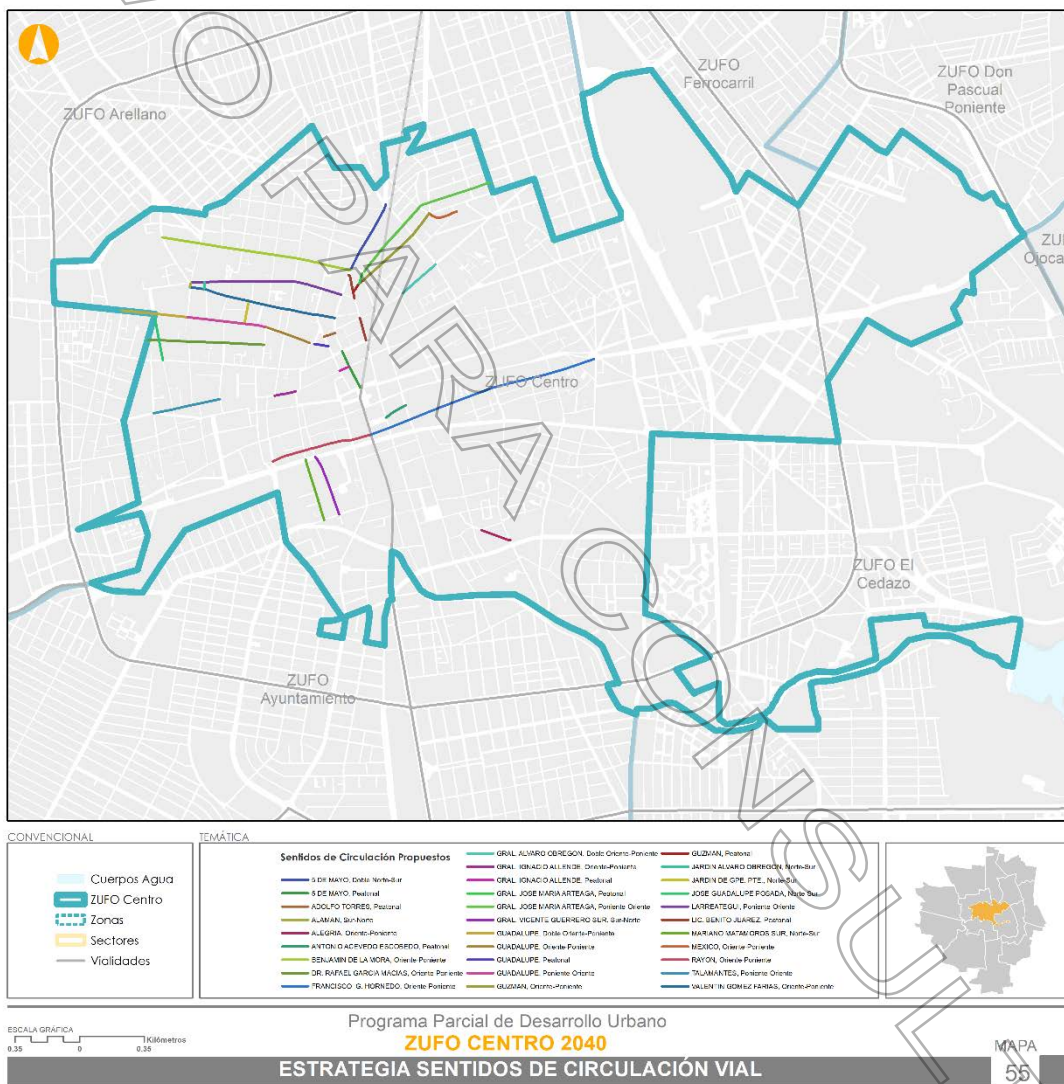 ZUFO Arellano
ZUFO
Ferrocarril
ZUFO Don
Pascual
Poniente
ZUFO Centro
ZUFO El
Cedazo
ZUFO
Ayuntamiento
PARA CONSUL
CONVENCIONAL
Cuerpos Agua
ZUFO Centro
Zonas
Sectores
Vialidades
TEMÁTICA
Sentidos de Circulación Propuestos
5 DE MAYO, Doble Norte-Sur
5 DE MAYO, Peatonal
ADOLFO TORRES, Peatonal
ALAMAN, Sur-Norte
ALEGRIA, Oriente-Poniente
ANTONIO ACEVEDO ESCOBEDO, Peatonal
BENJAMIN DE LA MORA, Oriente-Poniente
DR. RAFAEL GARCIA MACIAS, Oriente Poniente
FRANCISCO G. HORNEDO, Oriente Poniente
GRAL. ALVARO OBREGON, Doble Oriente-Poniente
GRAL. IGNACIO ALLENDE, Oriente-Poniente
GRAL. IGNACIO ALLENDE, Peatonal
GRAL. JOSE MARIA ARTEAGA, Peatonal
GRAL. JOSE MARIA ARTEAGA, Poniente Oriente
GRAL. VICENTE GUERRERO SUR, Sur-Norte
GUADALUPE, Doble Oriente-Poniente
GUADALUPE, Oriente-Poniente
GUADALUPE, Peatonal
GUADALUPE, Poniente Oriente
GUZMAN, Oriente-Poniente
GUZMAN, Peatonal
JARDIN ALVARO OBREGON, Norte-Sur
JARDIN DE GPE. PTE., Norte-Sur
JOSE GUADALUPE POSADA, Norte Sur
LARREATEGUI, Poniente Oriente
LIC. BENITO JUAREZ, Peatonal
MARIANO MATAMOROS SUR, Norte-Sur
MEXICO, Oriente-Poniente
RAYON, Oriente-Poniente
TALAMANTES, Poniente Oriente
VALENTIN GOMEZ FARIAS, Oriente-Poniente
ESCALA GRÁFICA
0.35 0 0.35 Kilómetros
Programa Parcial de Desarrollo Urbano
ZUFO CENTRO 2040
ESTRATEGIA SENTIDOS DE CIRCULACIÓN VIAL
MAPA
55